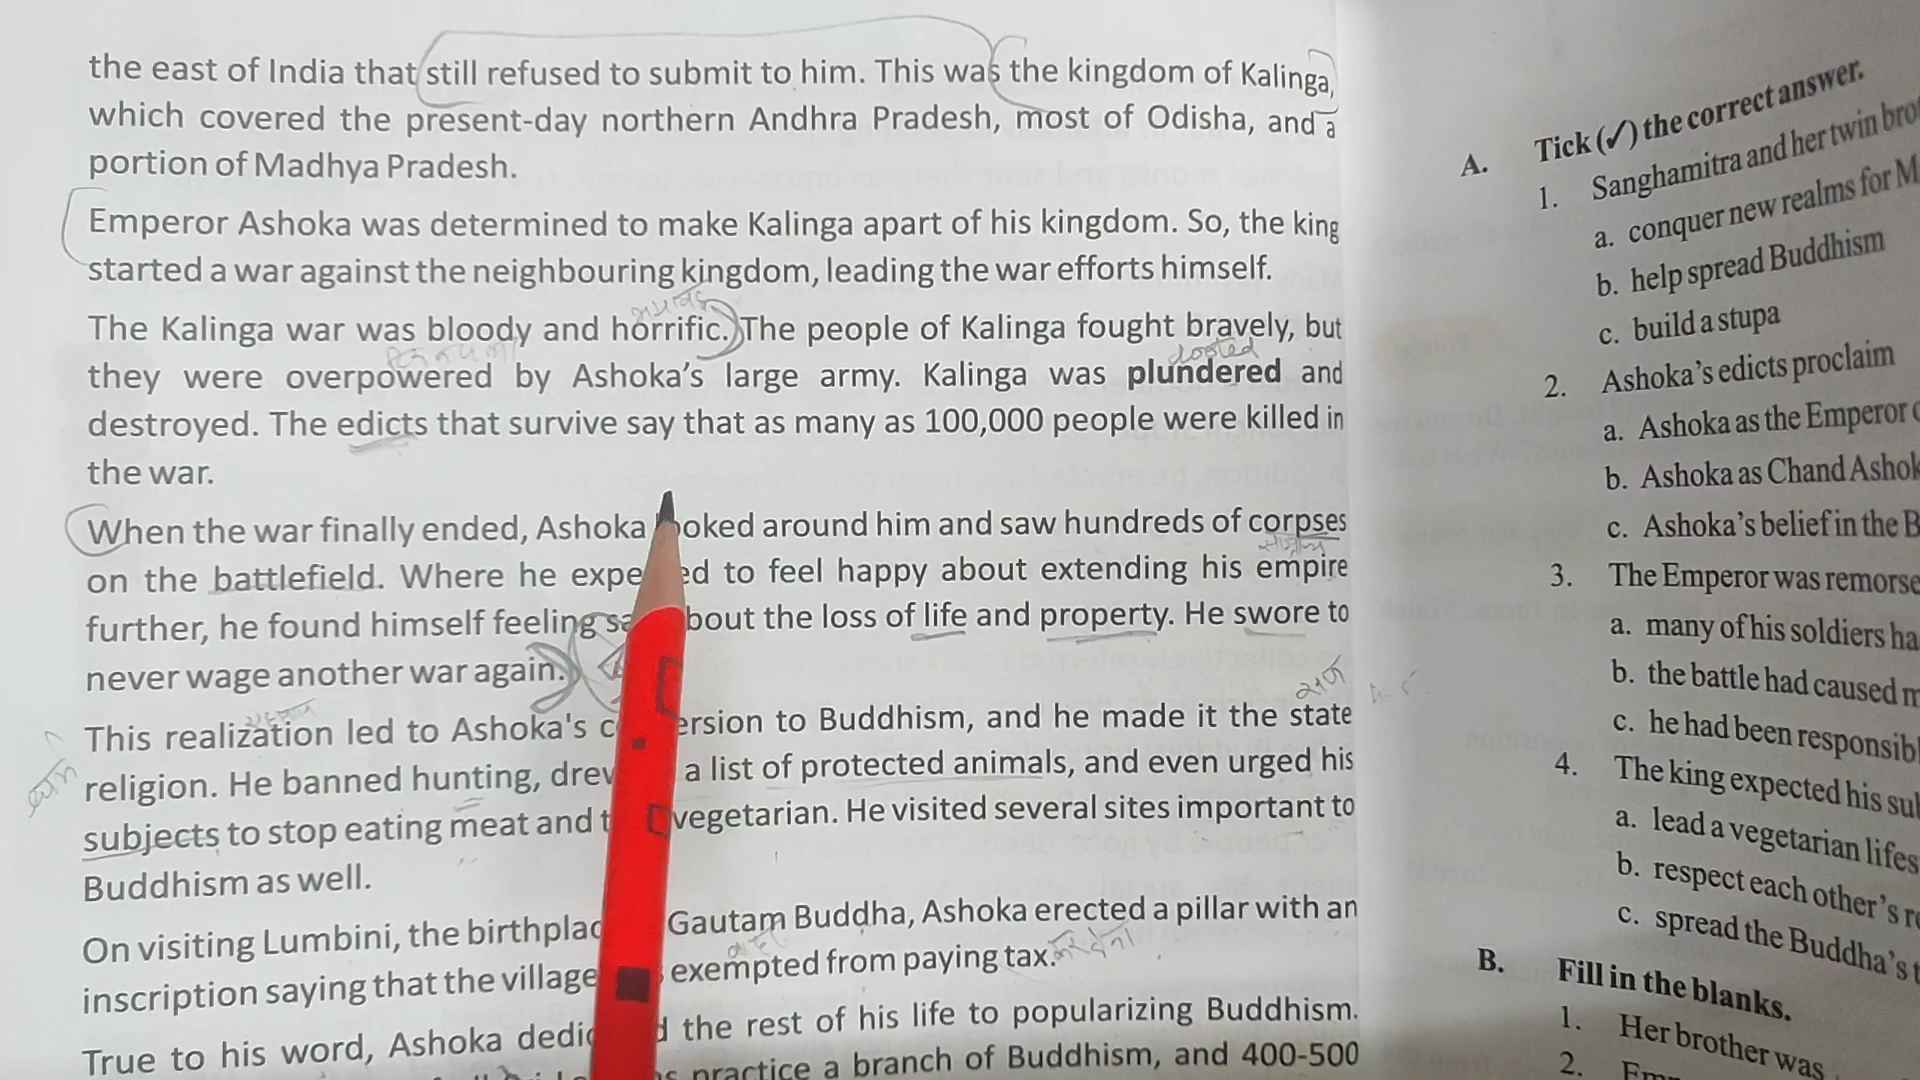 the east of India that still refused to submit to him. This was the kingdom of Kalinga,
which covered the present-day northern Andhra Pradesh, most of Odisha, and a
portion of Madhya Pradesh.
Emperor Ashoka was determined to make Kalinga apart of his kingdom. So, the king
started a war against the neighbouring kingdom, leading the war efforts himself.
The Kalinga war was bloody and horrific. The people of Kalinga fought bravely, but
looted
they were overpowered by Ashoka's large army. Kalinga was plundered and
destroyed. The edicts that survive say that as many as 100,000 people were killed in
the war.
When the war finally ended, Ashoka looked around him and saw hundreds of corpses
on the battlefield. Where he to feel happy about extending his empire
further, he found himself feeling the loss of life and property. He swore to
never wage another war again.
This realization led to Ashoka's to Buddhism, and he made it the state
religion. He banned hunting, a list of protected animals, and even urged his
subjects to stop eating meat and vegetarian. He visited several sites important to
Buddhism as well.
On visiting Lumbini, the Gautam Buddha, Ashoka erected a pillar with an
inscription saying that the village exempted from paying tax.
True to his word, Ashoka the rest of his life to popularizing Buddhism.
practice a branch of Buddhism, and 400-500
A. Tick (✓) the correct answer.
1. Sanghamitra and her twin
a. conquer new realms for
b. help spread Buddhism
c. build a stupa
2. Ashoka's edicts proclaim
a. Ashoka as the Emperor
b. Ashoka as Chand
c. Ashoka's belief in the
3. The Emperor was
a. many of his soldiers
b. the battle had caused
c. he had been
4. The king expected his
a. lead a vegetarian
b. respect each other's
c. spread the Buddha's
B. Fill in the blanks.
1. Her brother was
2.